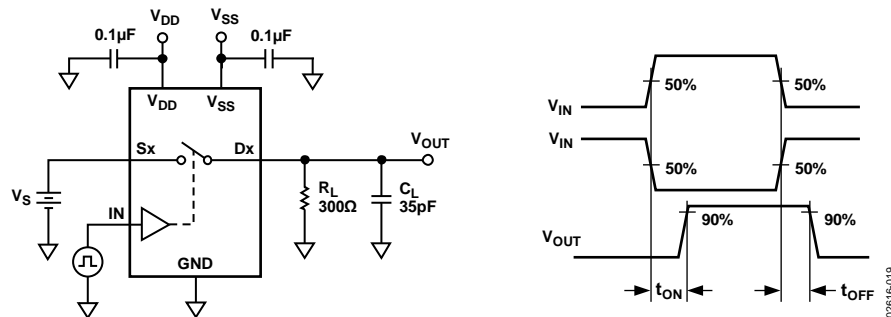 VDD
VSS
0.1µF
0.1µF
VDD
VSS
Sx
Dx
VOUT
VS
IN
RL
300Ω
CL
35pF
GND
VIN
50%
50%
VIN
50%
50%
VOUT
90%
90%
tON
tOFF
02616-019